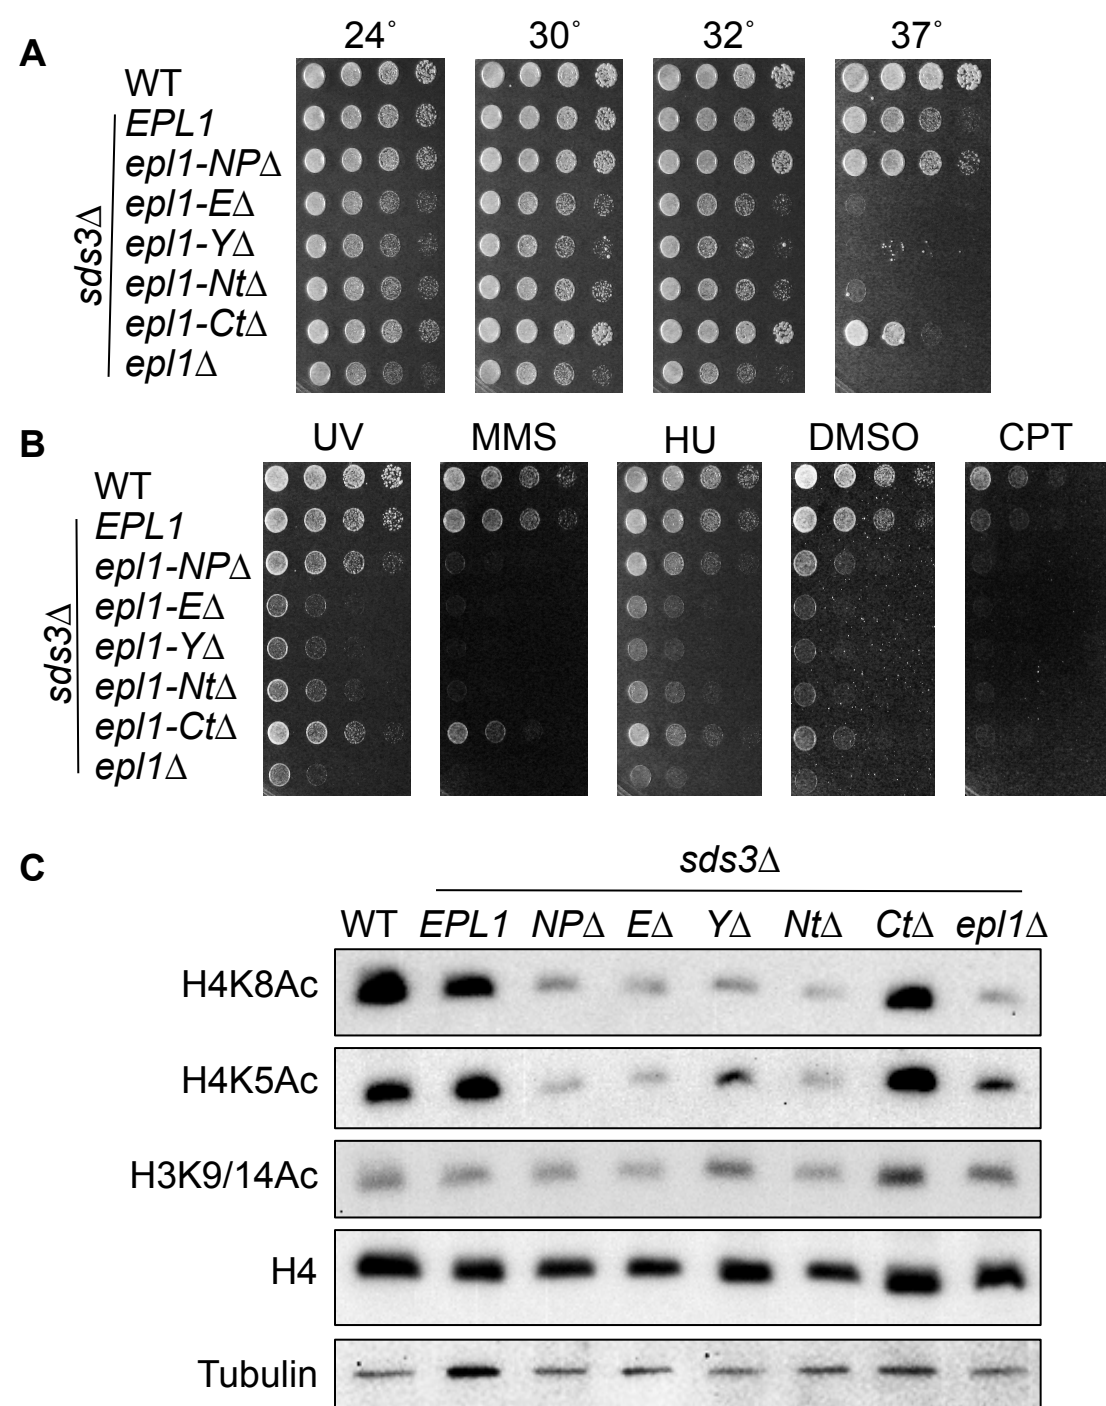 A
24° 30° 32° 37°
WT
EPL1
epl1-NPΔ
epl1-EΔ
epl1-YΔ
epl1-NtΔ
epl1-CtΔ
epl1Δ
sds3Δ
B
UV MMS HU DMSO CPT
WT
EPL1
epl1-NPΔ
epl1-EΔ
epl1-YΔ
epl1-NtΔ
epl1-CtΔ
epl1Δ
sds3Δ
C
sds3Δ
WT EPL1 NPΔ EΔ YΔ NtΔ CtΔ epl1Δ
H4K8Ac
H4K5Ac
H3K9/14Ac
H4
Tubulin